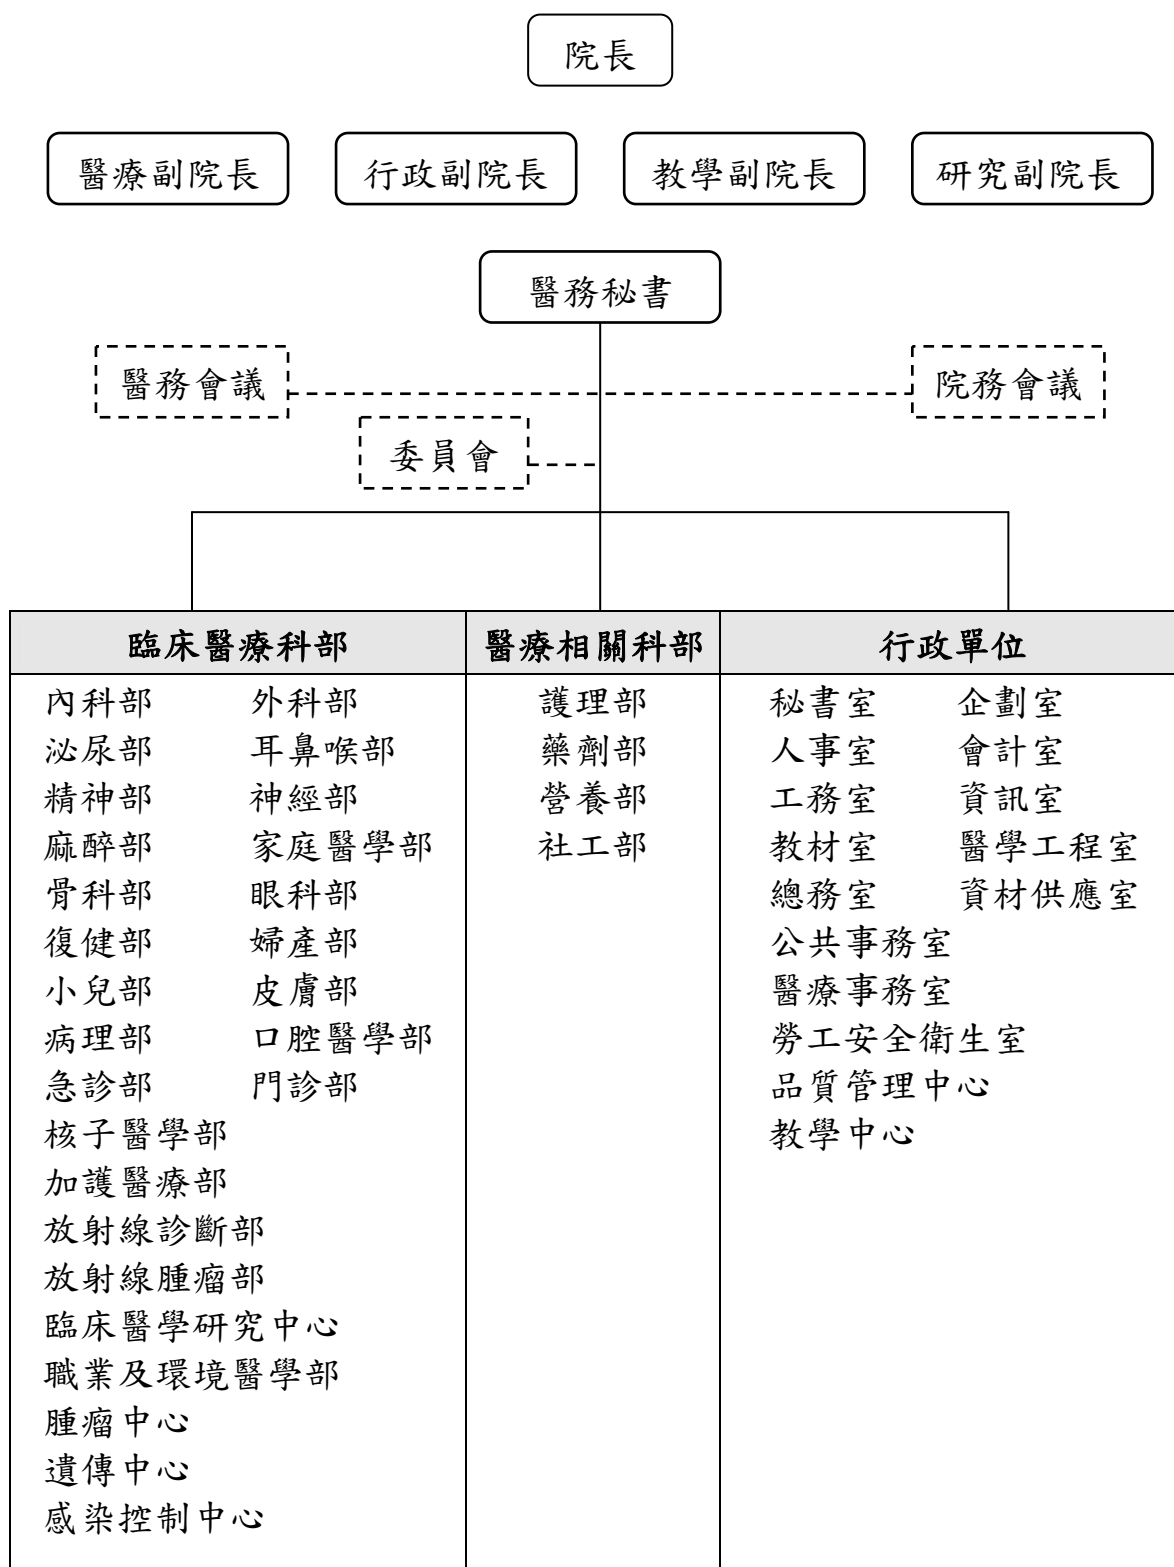 院長
醫療副院長 行政副院長 教學副院長 研究副院長
醫務秘書
醫務會議 院務會議
委員會
臨床醫療科部 醫療相關科部 行政單位
內科部 外科部 護理部 秘書室 企劃室
泌尿部 耳鼻喉部 藥劑部 人事室 會計室
精神部 神經部 營養部 工務室 資訊室
麻醉部 家庭醫學部 社工部 教材室 醫學工程室
骨科部 眼科部 總務室 資材供應室
復健部 婦產部 公共事務室
小兒部 皮膚部 醫療事務室
病理部 口腔醫學部 勞工安全衛生室
急診部 門診部 品質管理中心
核子醫學部 教學中心
加護醫療部
放射線診斷部
放射線腫瘤部
臨床醫學研究中心
職業及環境醫學部
腫瘤中心
遺傳中心
感染控制中心